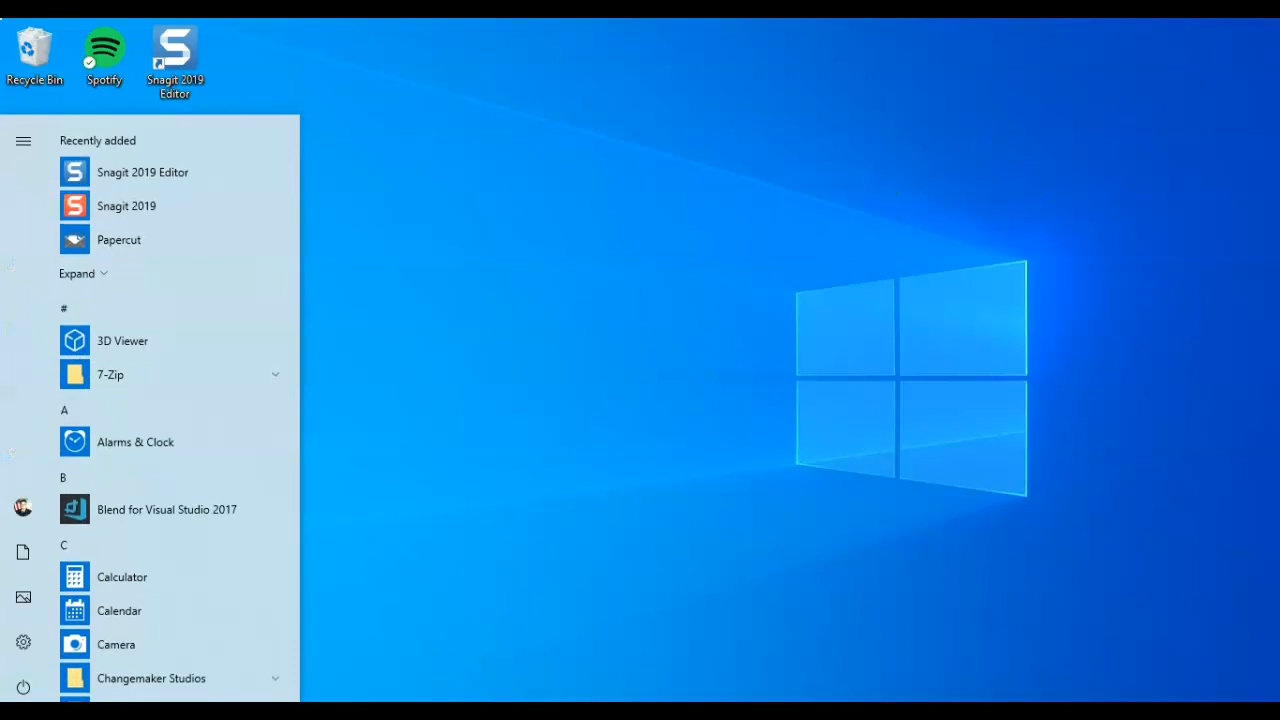 Recycle Bin
Spotify
Snagit 2019
Editor
Recently added
Snagit 2019 Editor
Snagit 2019
Papercut
Expand
#
3D Viewer
7-Zip
A
Alarms & Clock
B
Blend for Visual Studio 2017
C
Calculator
Calendar
Camera
Changemaker Studios